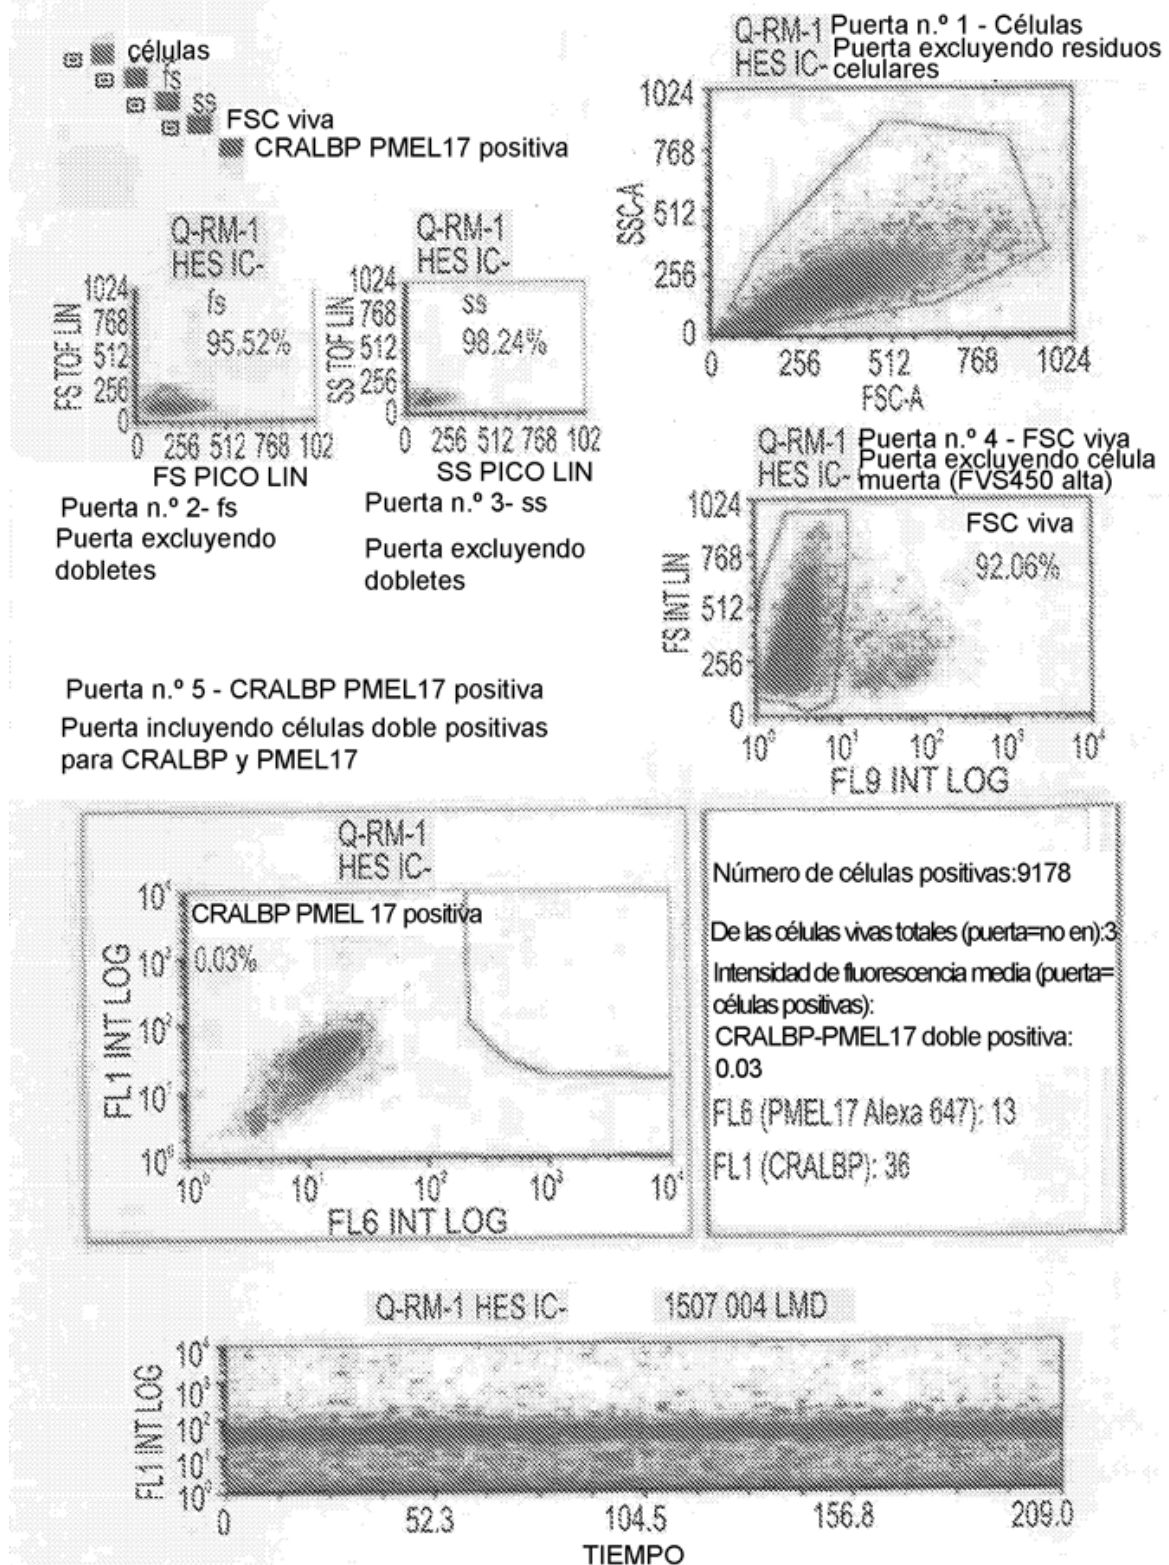 células
fs
ss
FSC viva
CRALBP PMEL17 positiva
Q-RM-1
HES IC-
Puerta n.º 1 - Células
Puerta excluyendo residuos
celulares
1024
768
512
256
0
SSC-A
0 256 512 768 1024
FSC-A
Q-RM-1
HES IC-
fs
95,52%
1024
768
512
256
0
FS TOF LIN
0 256 512 768 102
FS PICO LIN
Puerta n.º 2- fs
Puerta excluyendo
dobletes
Q-RM-1
HES IC-
ss
98.24%
1024
768
512
256
0
SS TOF LIN
0 256 512 768 102
SS PICO LIN
Puerta n.º 3- ss
Puerta excluyendo
dobletes
Q-RM-1
HES IC-
Puerta n.º 4 - FSC viva
Puerta excluyendo célula
muerta (FVS450 alta)
FSC viva
92.06%
1024
768
512
256
0
FS INT LIN
10⁰ 10¹ 10² 10³ 10⁴
FL9 INT LOG
Puerta n.º 5 - CRALBP PMEL17 positiva
Puerta incluyendo células doble positivas
para CRALBP y PMEL17
Q-RM-1
HES IC-
CRALBP PMEL 17 positiva
0.03%
10⁴
10³
10²
10¹
10⁰
FL1 INT LOG
10⁰ 10¹ 10² 10³ 10⁴
FL6 INT LOG
Número de células positivas:9178
De las células vivas totales (puerta=no en):3
Intensidad de fluorescencia media (puerta=
células positivas):
CRALBP-PMEL17 doble positiva:
0.03
FL6 (PMEL17 Alexa 647): 13
FL1 (CRALBP): 36
Q-RM-1 HES IC- 1507 004 LMD
10⁴
10³
10²
10¹
10⁰
FL1 INT LOG
0 52.3 104.5 156.8 209.0
TIEMPO